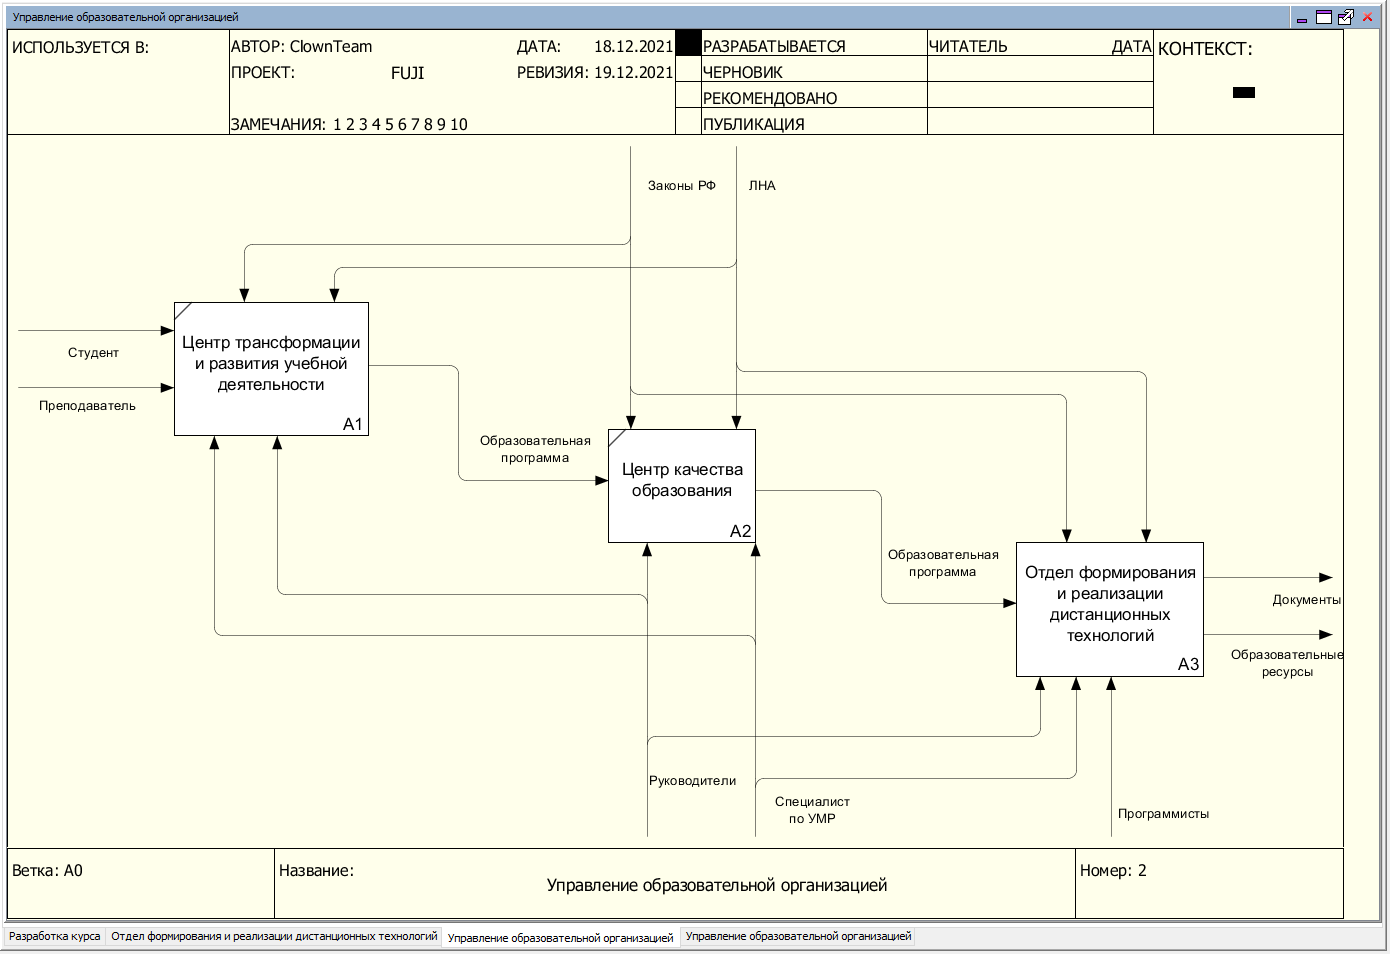 Управление образовательной организацией
ИСПОЛЬЗУЕТСЯ В:
АВТОР: ClownTeam
ДАТА: 18.12.2021
ПРОЕКТ: FUJI
РЕВИЗИЯ: 19.12.2021
ЗАМЕЧАНИЯ: 1 2 3 4 5 6 7 8 9 10
РАЗРАБАТЫВАЕТСЯ
ЧЕРНОВИК
РЕКОМЕНДОВАНО
ПУБЛИКАЦИЯ
ЧИТАТЕЛЬ ДАТА
КОНТЕКСТ:
Законы РФ
ЛНА
Студент
Преподаватель
Центр трансформации
и развития учебной
деятельности
A1
Образовательная
программа
Центр качества
образования
A2
Образовательная
программа
Отдел формирования
и реализации
дистанционных
технологий
A3
Документы
Образовательные
ресурсы
Руководители
Специалист
по УМР
Программисты
Ветка: A0
Название:
Управление образовательной организацией
Номер: 2
Разработка курса
Отдел формирования и реализации дистанционных технологий
Управление образовательной организацией
Управление образовательной организацией